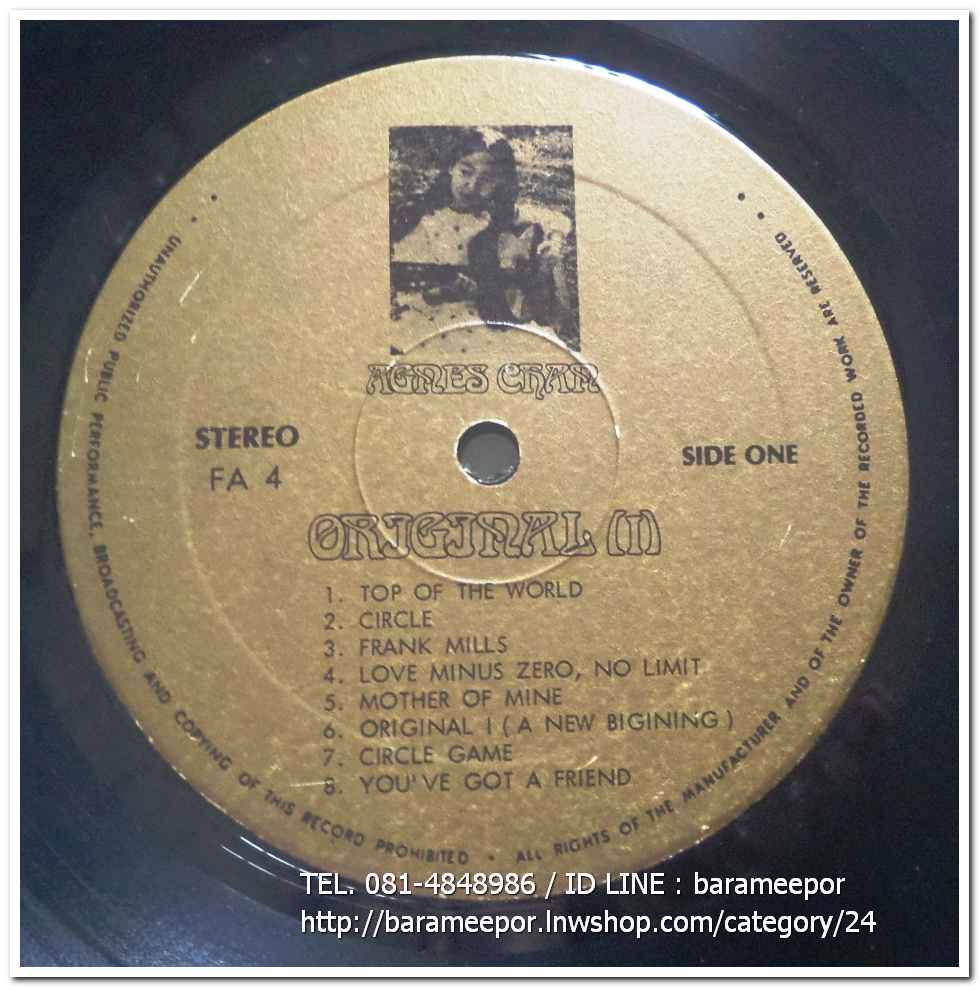 AGNES CHAN
STEREO
FA 4
SIDE ONE
ORIGINAL (I)
1. TOP OF THE WORLD
2. CIRCLE
3. FRANK MILLS
4. LOVE MINUS ZERO, NO LIMIT
5. MOTHER OF MINE
6. ORIGINAL I ( A NEW BIGINING )
7. CIRCLE GAME
8. YOU'VE GOT A FRIEND
UNAUTHORIZED PUBLIC PERFORMANCE, BROADCASTING AND COPYING OF THIS RECORD PROHIBITED • ALL RIGHTS OF THE MANUFACTURER AND OF THE OWNER OF THE RECORDED WORK ARE RESERVED
TEL. 081-4848986 / ID LINE : barameepor
http://barameepor.lnwshop.com/category/24